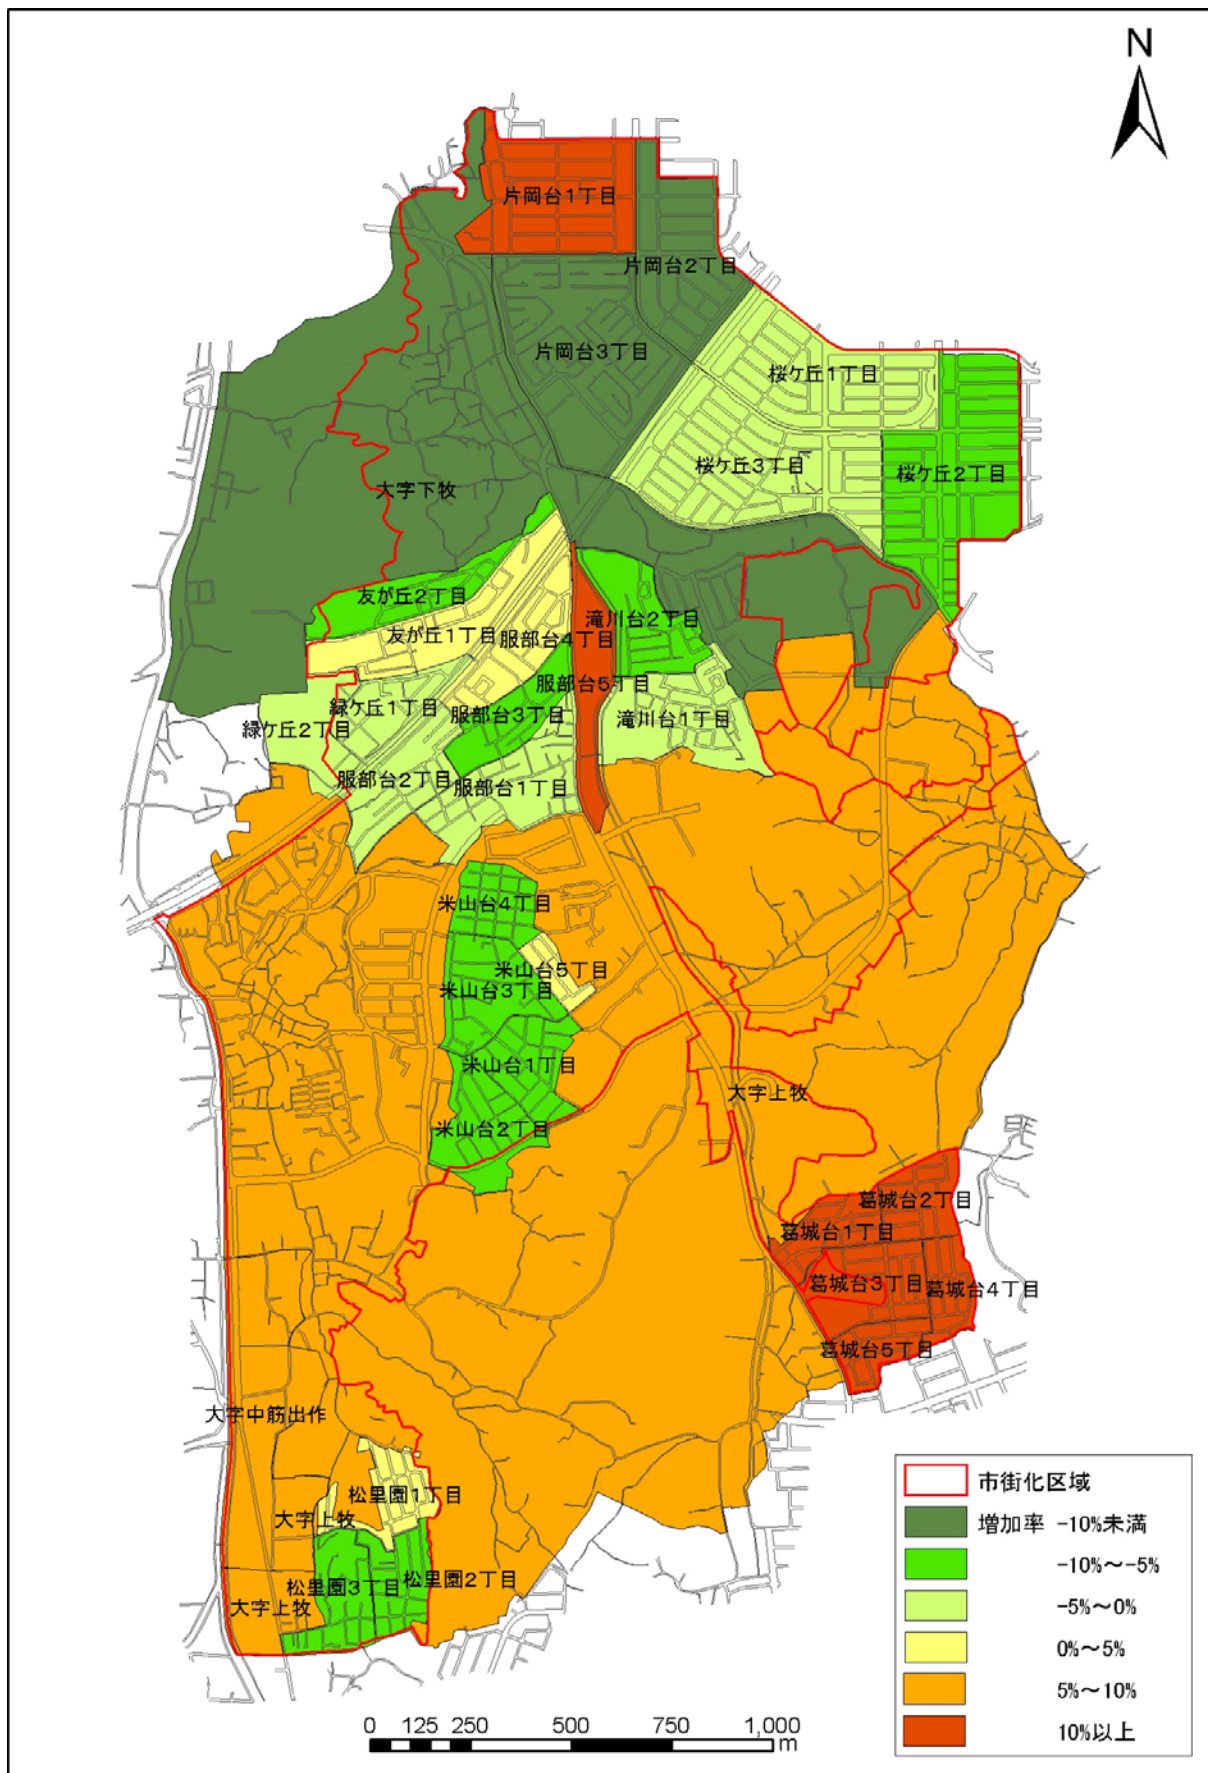 N
片岡台1丁目
片岡台2丁目
片岡台3丁目
桜ケ丘1丁目
桜ケ丘3丁目
桜ケ丘2丁目
大字下牧
友が丘2丁目
友が丘1丁目
服部台4丁目
滝川台2丁目
服部台5丁目
緑ケ丘1丁目
服部台3丁目
滝川台1丁目
緑ケ丘2丁目
服部台2丁目
服部台1丁目
米山台4丁目
米山台5丁目
米山台3丁目
米山台1丁目
大字上牧
米山台2丁目
葛城台2丁目
葛城台1丁目
葛城台3丁目
葛城台4丁目
葛城台5丁目
大字中筋出作
松里園1丁目
大字上牧
松里園2丁目
松里園3丁目
大字上牧
市街化区域
増加率 -10%未満
-10%～-5%
-5%～0%
0%～5%
5%～10%
10%以上
0 125 250 500 750 1,000
m